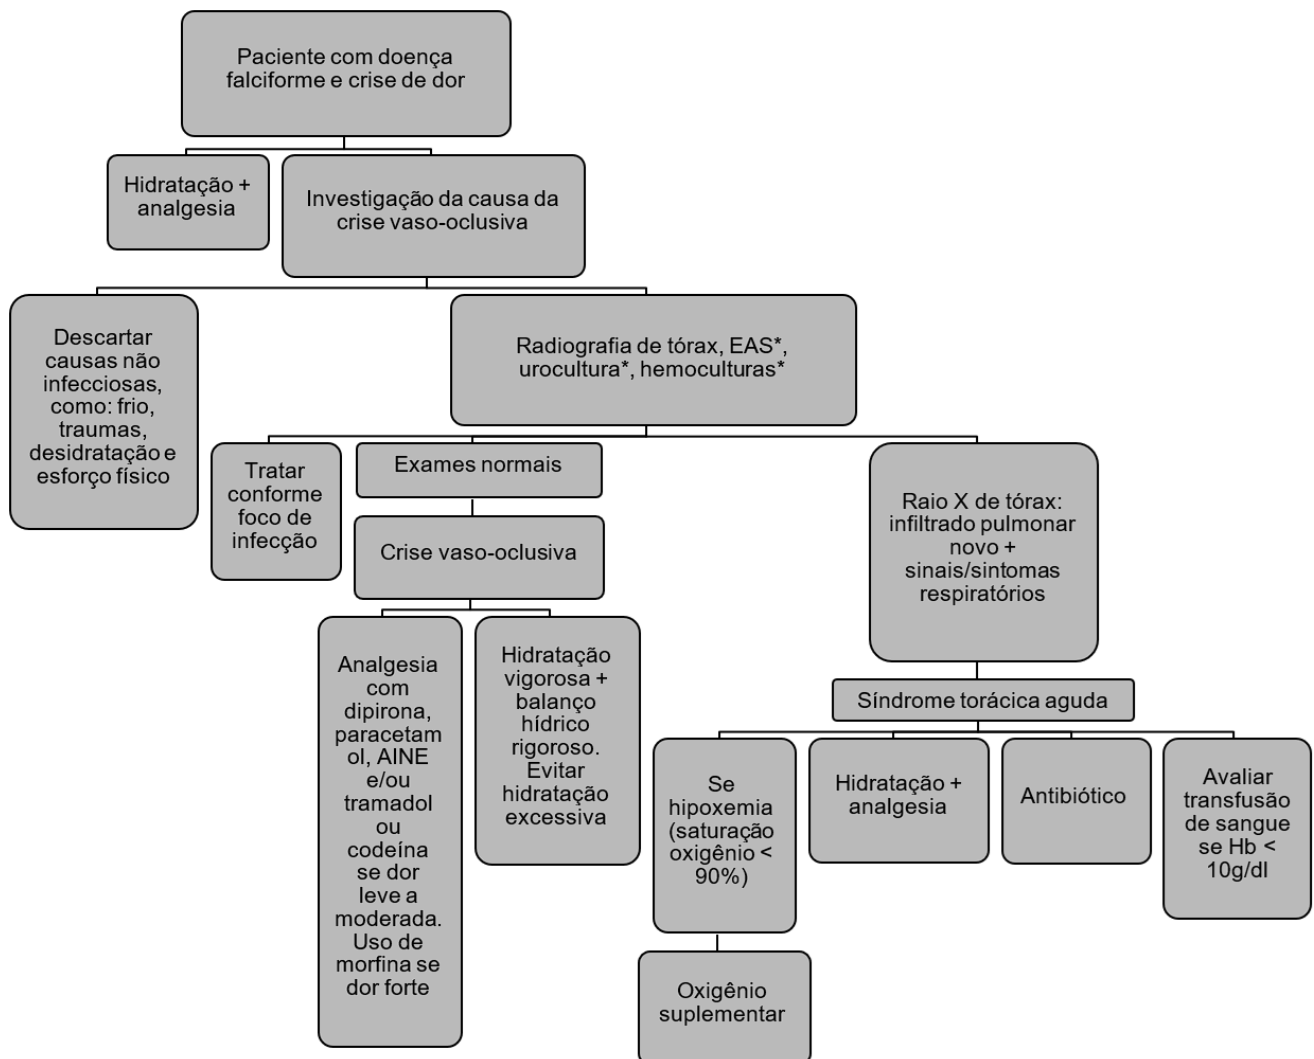 Paciente com doença
falciforme e crise de dor
Hidratação +
analgesia
Investigação da causa da
crise vaso-oclusiva
Descartar
causas não
infecciosas,
como: frio,
traumas,
desidratação e
esforço físico
Radiografia de tórax, EAS*,
urocultura*, hemoculturas*
Tratar
conforme
foco de
infecção
Exames normais
Crise vaso-oclusiva
Analgesia
com
dipirona,
paracetam
ol, AINE
e/ou
tramadol
ou
codeína
se dor
leve a
moderada.
Uso de
morfina se
dor forte
Hidratação
vigorosa +
balanço
hídrico
rigoroso.
Evitar
hidratação
excessiva
Raio X de tórax:
infiltrado pulmonar
novo +
sinais/sintomas
respiratórios
Síndrome torácica aguda
Se
hipoxemia
(saturação
oxigênio <
90%)
Oxigênio
suplementar
Hidratação +
analgesia
Antibiótico
Avaliar
transfusão
de sangue
se Hb <
10g/dl